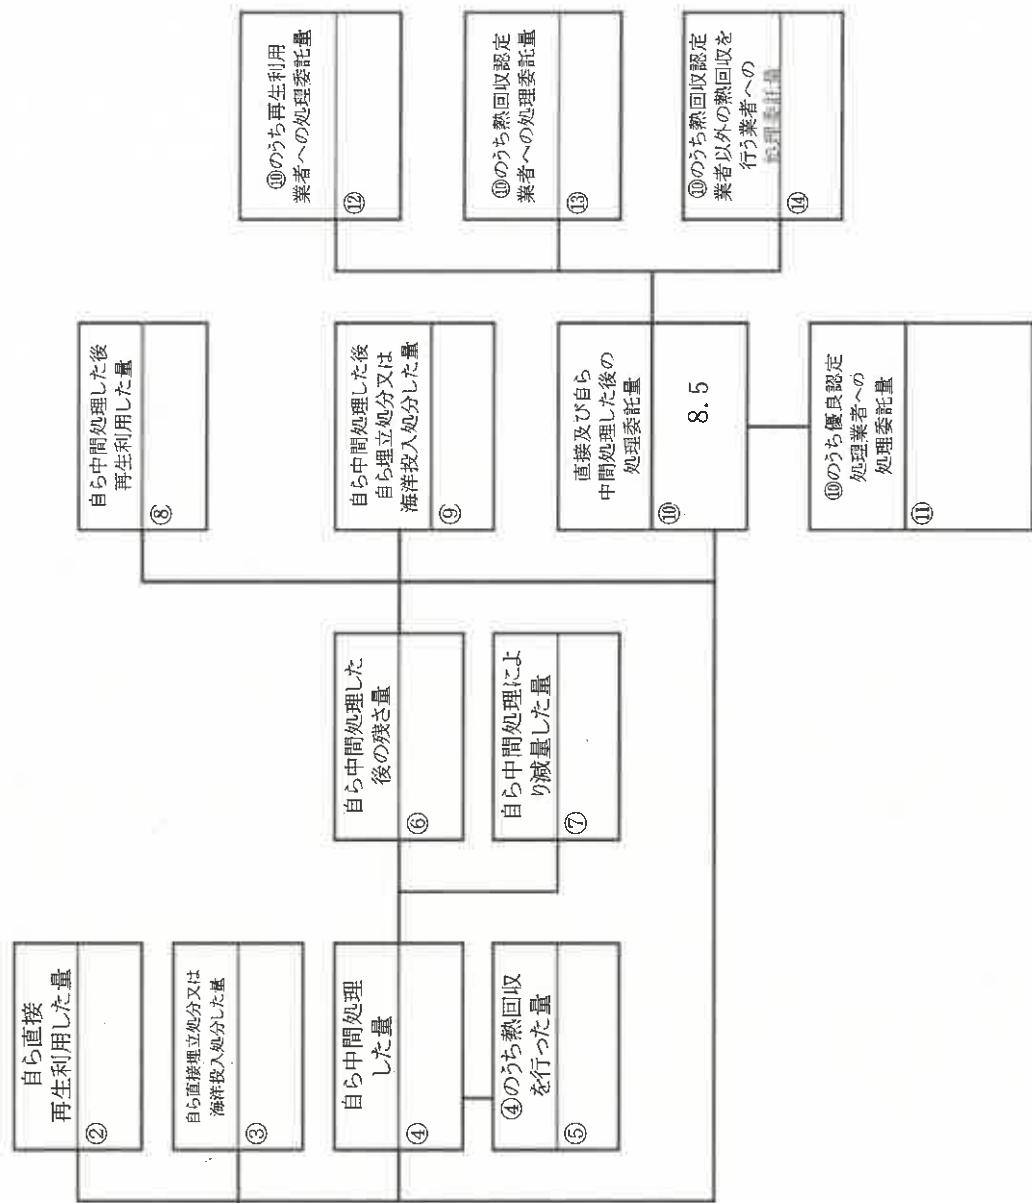 自ら直接
再生利用した量
②
自ら直接埋立処分又は
海洋投入処分した量
③
自ら中間処理
した量
④
④のうち熱回収
を行った量
⑤
自ら中間処理した
後の残さ量
⑥
自ら中間処理によ
り減量した量
⑦
自ら中間処理した後
再生利用した量
⑧
自ら中間処理した後
自ら埋立処分又は
海洋投入処分した量
⑨
直接及び自ら
中間処理した後の
処理委託量
⑩
8.5
⑩のうち優良認定
処理業者への
処理委託量
⑪
⑩のうち再生利用
業者への処理委託量
⑫
⑩のうち熱回収認定
業者への処理委託量
⑬
⑩のうち熱回収認定
業者以外の熱回収を
行う業者への
処理委託量
⑭